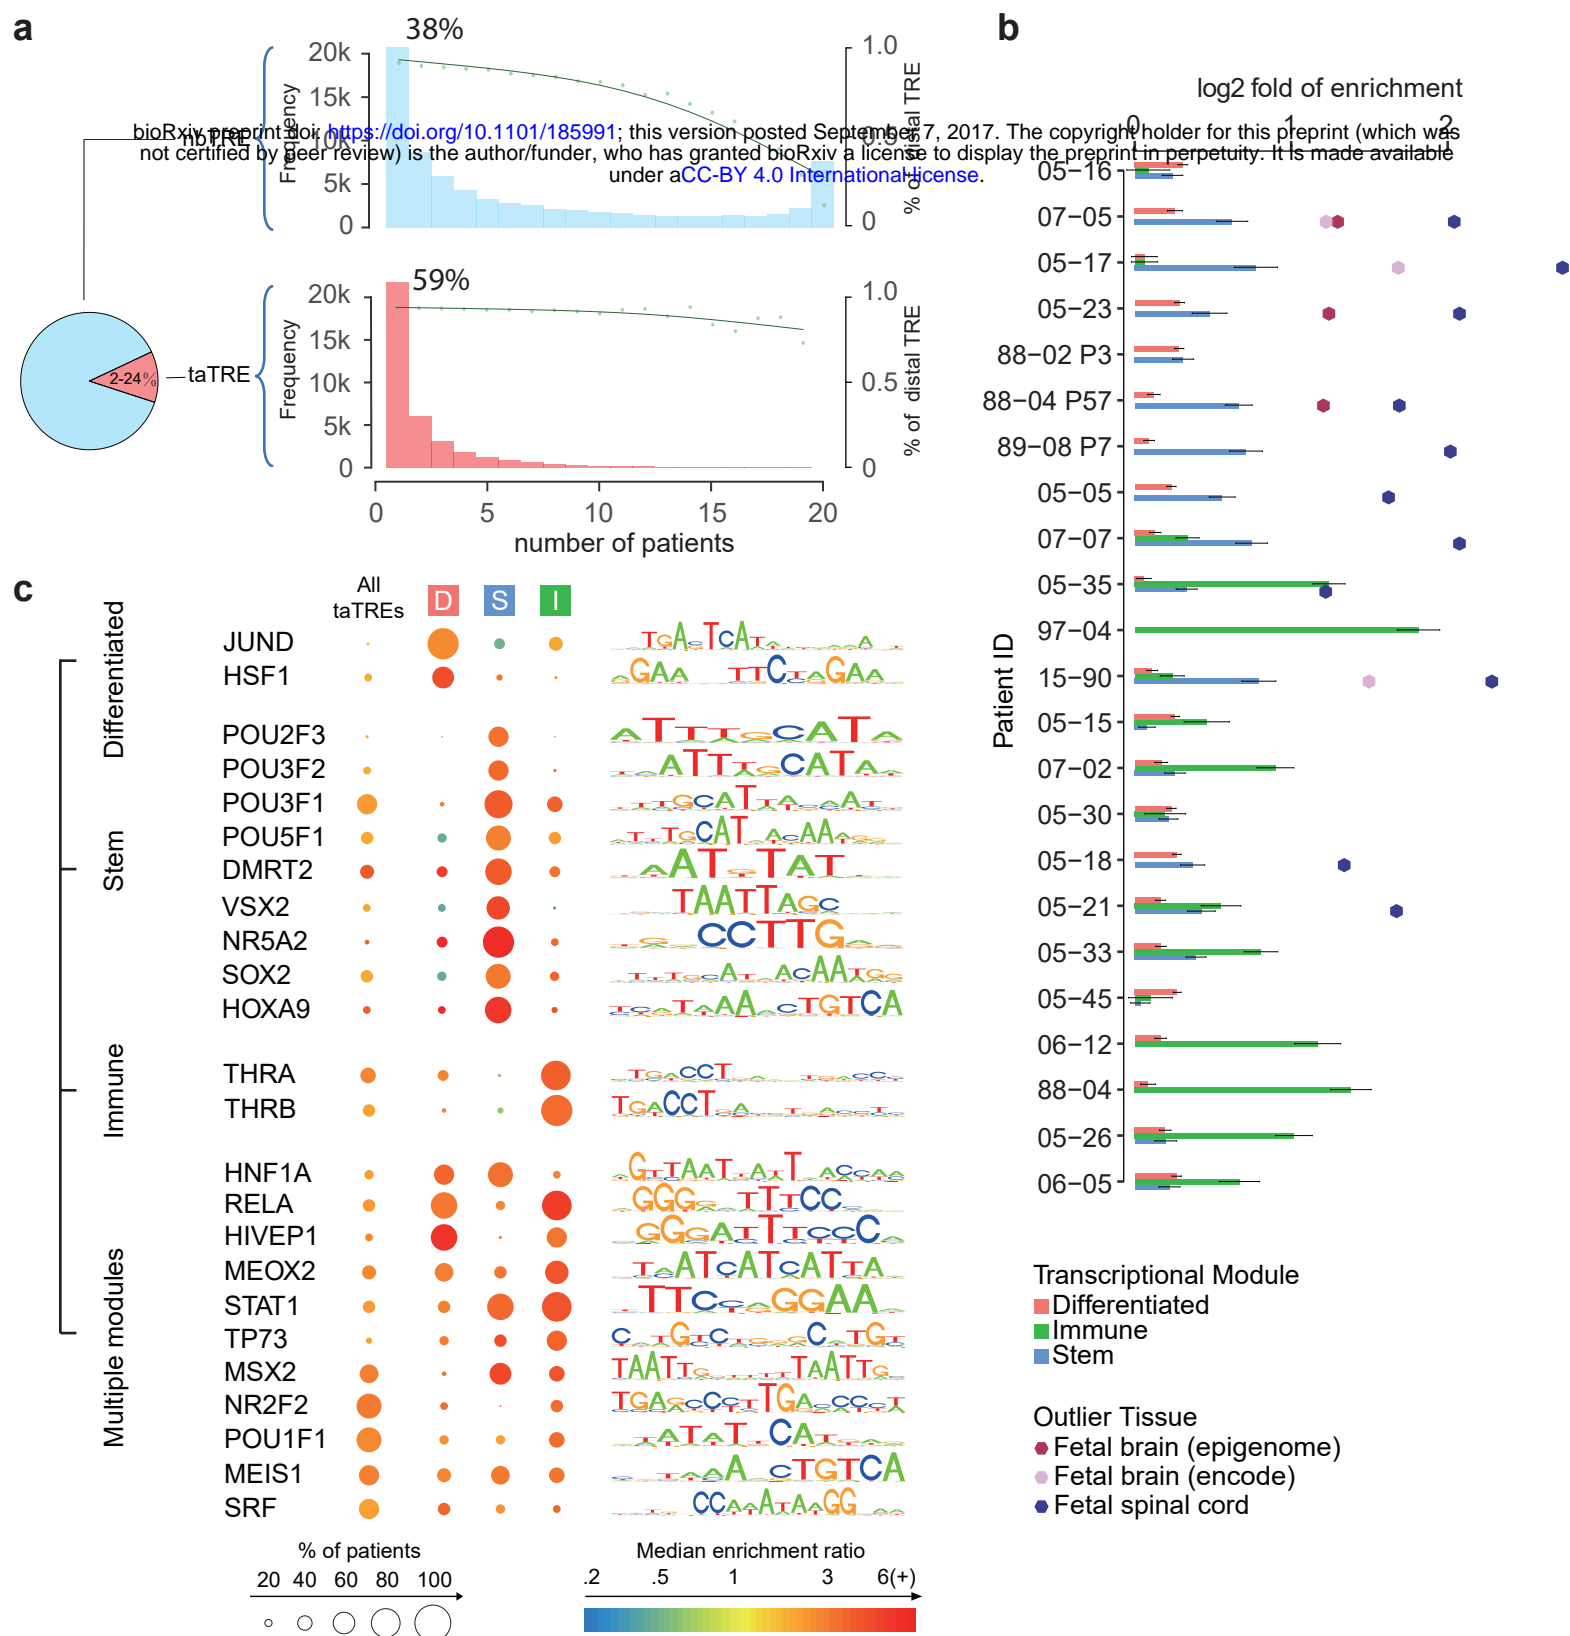 a
38%
20k
15k
10k
5k
0
Frequency
1.0
0.5
0
% of distal TRE
nbTRE
bioRxiv preprint doi: https://doi.org/10.1101/185991; this version posted September 7, 2017. The copyright holder for this preprint (which was
not certified by peer review) is the author/funder, who has granted bioRxiv a license to display the preprint in perpetuity. It is made available
under aCC-BY 4.0 International license.
59%
20k
15k
10k
5k
0
Frequency
1.0
0.5
0
% of distal TRE
2-24%
taTRE
0 5 10 15 20
number of patients
b
log2 fold of enrichment
0 1 2
Patient ID
05−16
07−05
05−17
05−23
88−02 P3
88−04 P57
89−08 P7
05−05
07−07
05−35
97−04
15−90
05−15
07−02
05−30
05−18
05−21
05−33
05−45
06−12
88−04
05−26
06−05
Transcriptional Module
Differentiated
Immune
Stem
Outlier Tissue
Fetal brain (epigenome)
Fetal brain (encode)
Fetal spinal cord
c
All
taTREs
D S I
Differentiated
JUND
HSF1
Stem
POU2F3
POU3F2
POU3F1
POU5F1
DMRT2
VSX2
NR5A2
SOX2
HOXA9
Immune
THRA
THRB
Multiple modules
HNF1A
RELA
HIVEP1
MEOX2
STAT1
TP73
MSX2
NR2F2
POU1F1
MEIS1
SRF
% of patients
20 40 60 80 100
Median enrichment ratio
.2 .5 1 3 6(+)